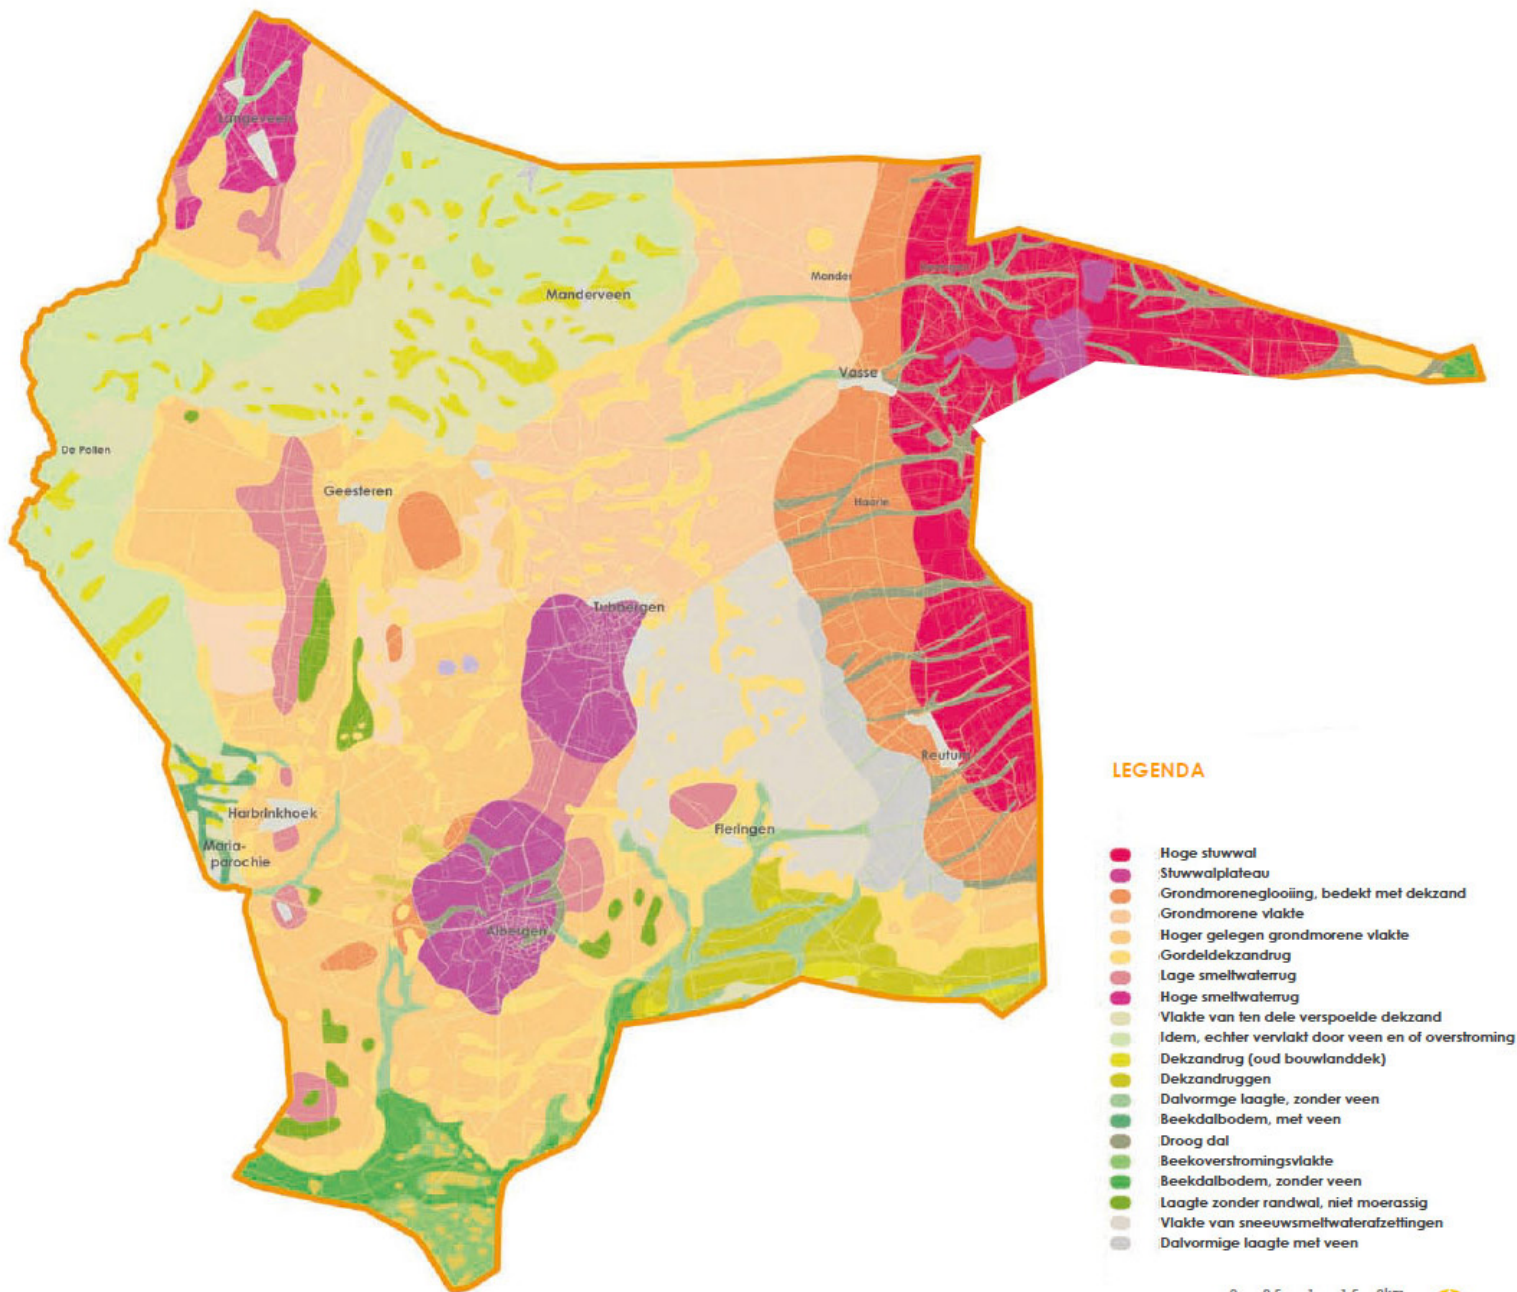 Langeveen
Manderveen
Mander
Vasse
De Pollen
Geesteren
Haarle
Tubbergen
Reutum
Harbrinkhoek
Fleringen
Maria-
parochie
Albergen
LEGENDA
Hoge stuwwal
Stuwwalplateau
Grondmoreneglooiing, bedekt met dekzand
Grondmorene vlakte
Hoger gelegen grondmorene vlakte
Gordeldekzandrug
Lage smeltwaterrug
Hoge smeltwaterrug
Vlakte van ten dele verspoelde dekzand
Idem, echter vervlakt door veen en of overstroming
Dekzandrug (oud bouwlanddek)
Dekzandruggen
Dalvormge laagte, zonder veen
Beekdalbodem, met veen
Droog dal
Beekoverstromingsvlakte
Beekdalbodem, zonder veen
Laagte zonder randwal, niet moerassig
Vlakte van sneeuwsmeltwaterafzettingen
Dalvormige laagte met veen